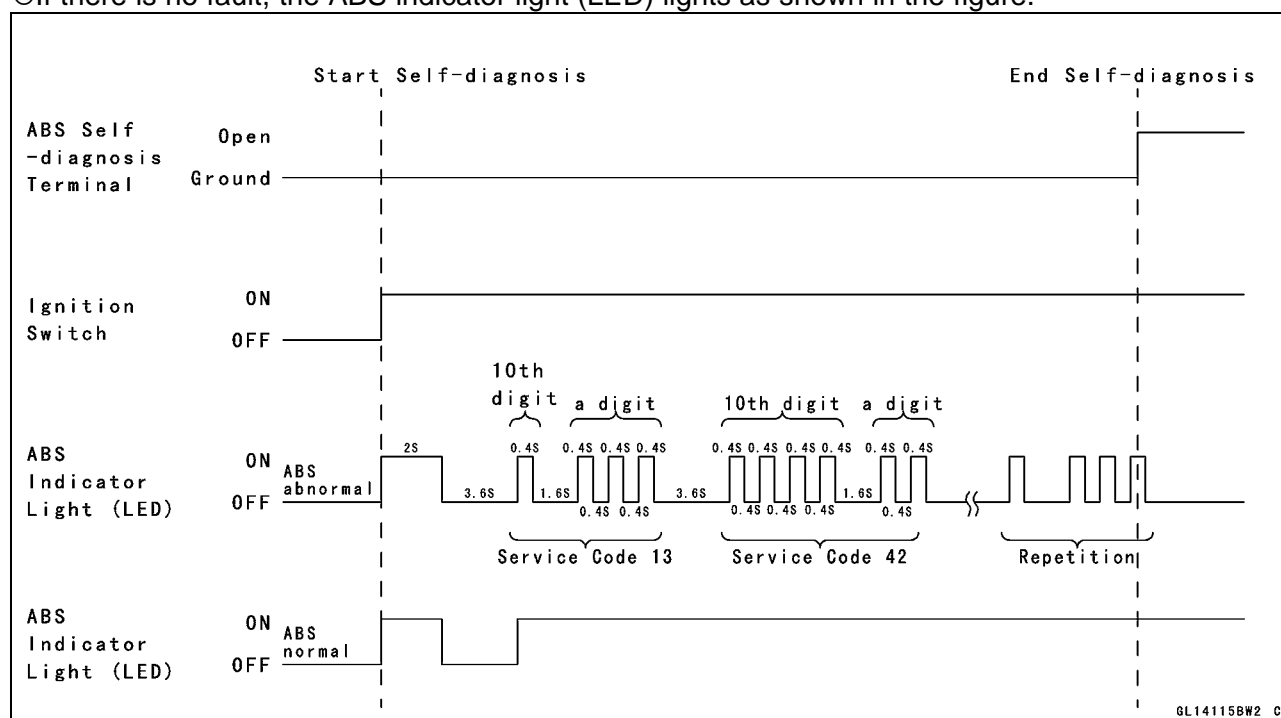 ○If there is no fault, the ABS indicator light (LED) lights as shown in the figure.
Start Self-diagnosis
End Self-diagnosis
ABS Self
-diagnosis
Terminal
Open
Ground
Ignition
Switch
ON
OFF
10th
digit
a digit
10th digit
a digit
ABS
Indicator
Light (LED)
ON
OFF
ABS
abnormal
2S
3.6S
0.4S
1.6S
0.4S 0.4S 0.4S
0.4S 0.4S
3.6S
0.4S 0.4S 0.4S 0.4S
0.4S 0.4S 0.4S
1.6S
0.4S 0.4S
0.4S
Service Code 13
Service Code 42
Repetition
ABS
Indicator
Light (LED)
ON
OFF
ABS
normal
GL14115BW2 C